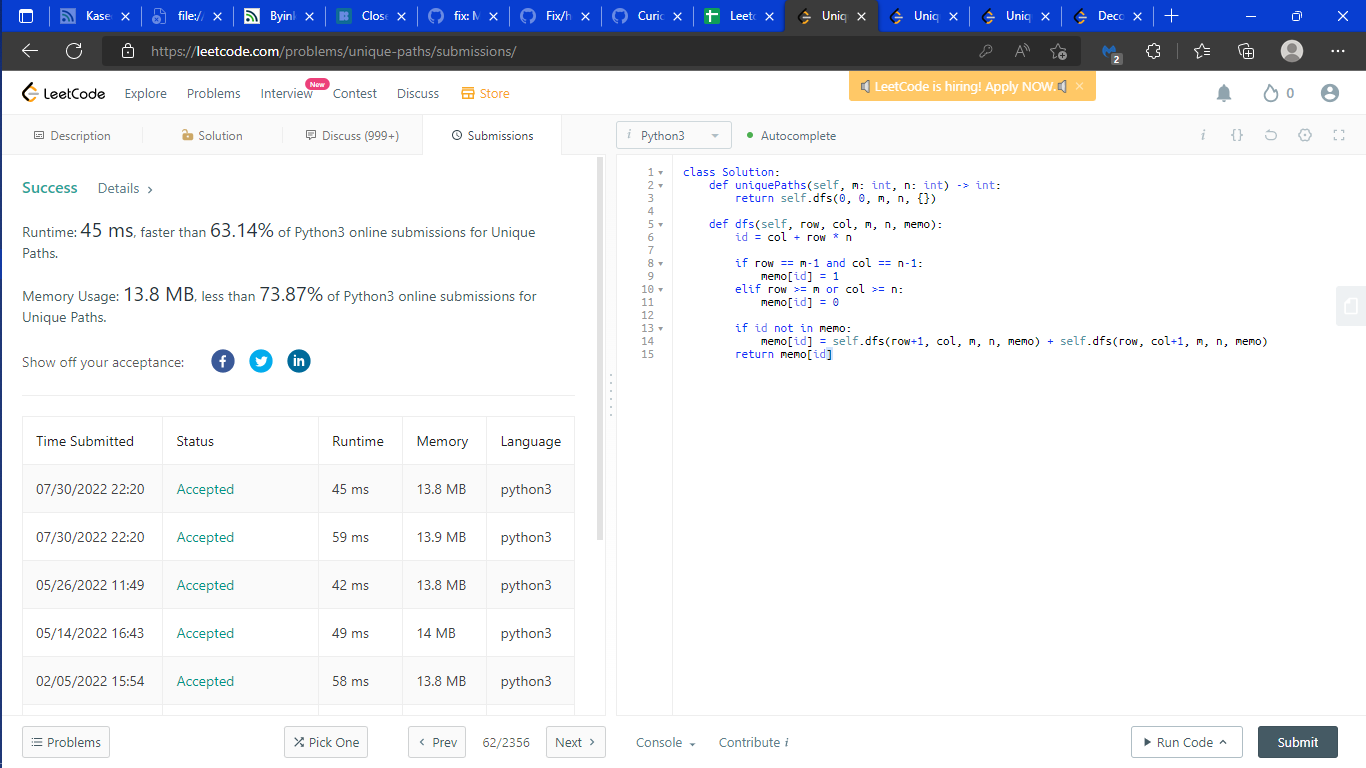 Kase
file:/
Byin
Close
fix: M
Fix/h
Curio
Leetc
Uniq
Uniq
Uniq
Deco
https://leetcode.com/problems/unique-paths/submissions/
2
LeetCode
Explore
Problems
Interview
New
Contest
Discuss
Store
LeetCode is hiring! Apply NOW.
0
Description
Solution
Discuss (999+)
Submissions
i Python3
Autocomplete
i {}
Success Details >
Runtime: 45 ms, faster than 63.14% of Python3 online submissions for Unique
Paths.
Memory Usage: 13.8 MB, less than 73.87% of Python3 online submissions for
Unique Paths.
Show off your acceptance:
Time Submitted Status Runtime Memory Language
07/30/2022 22:20 Accepted 45 ms 13.8 MB python3
07/30/2022 22:20 Accepted 59 ms 13.9 MB python3
05/26/2022 11:49 Accepted 42 ms 13.8 MB python3
05/14/2022 16:43 Accepted 49 ms 14 MB python3
02/05/2022 15:54 Accepted 58 ms 13.8 MB python3
1 class Solution:
2 def uniquePaths(self, m: int, n: int) -> int:
3 return self.dfs(0, 0, m, n, {})
4
5 def dfs(self, row, col, m, n, memo):
6 id = col + row * n
7
8 if row == m-1 and col == n-1:
9 memo[id] = 1
10 elif row >= m or col >= n:
11 memo[id] = 0
12
13 if id not in memo:
14 memo[id] = self.dfs(row+1, col, m, n, memo) + self.dfs(row, col+1, m, n, memo)
15 return memo[id]
Problems
Pick One
< Prev
62/2356
Next >
Console
Contribute i
Run Code
Submit